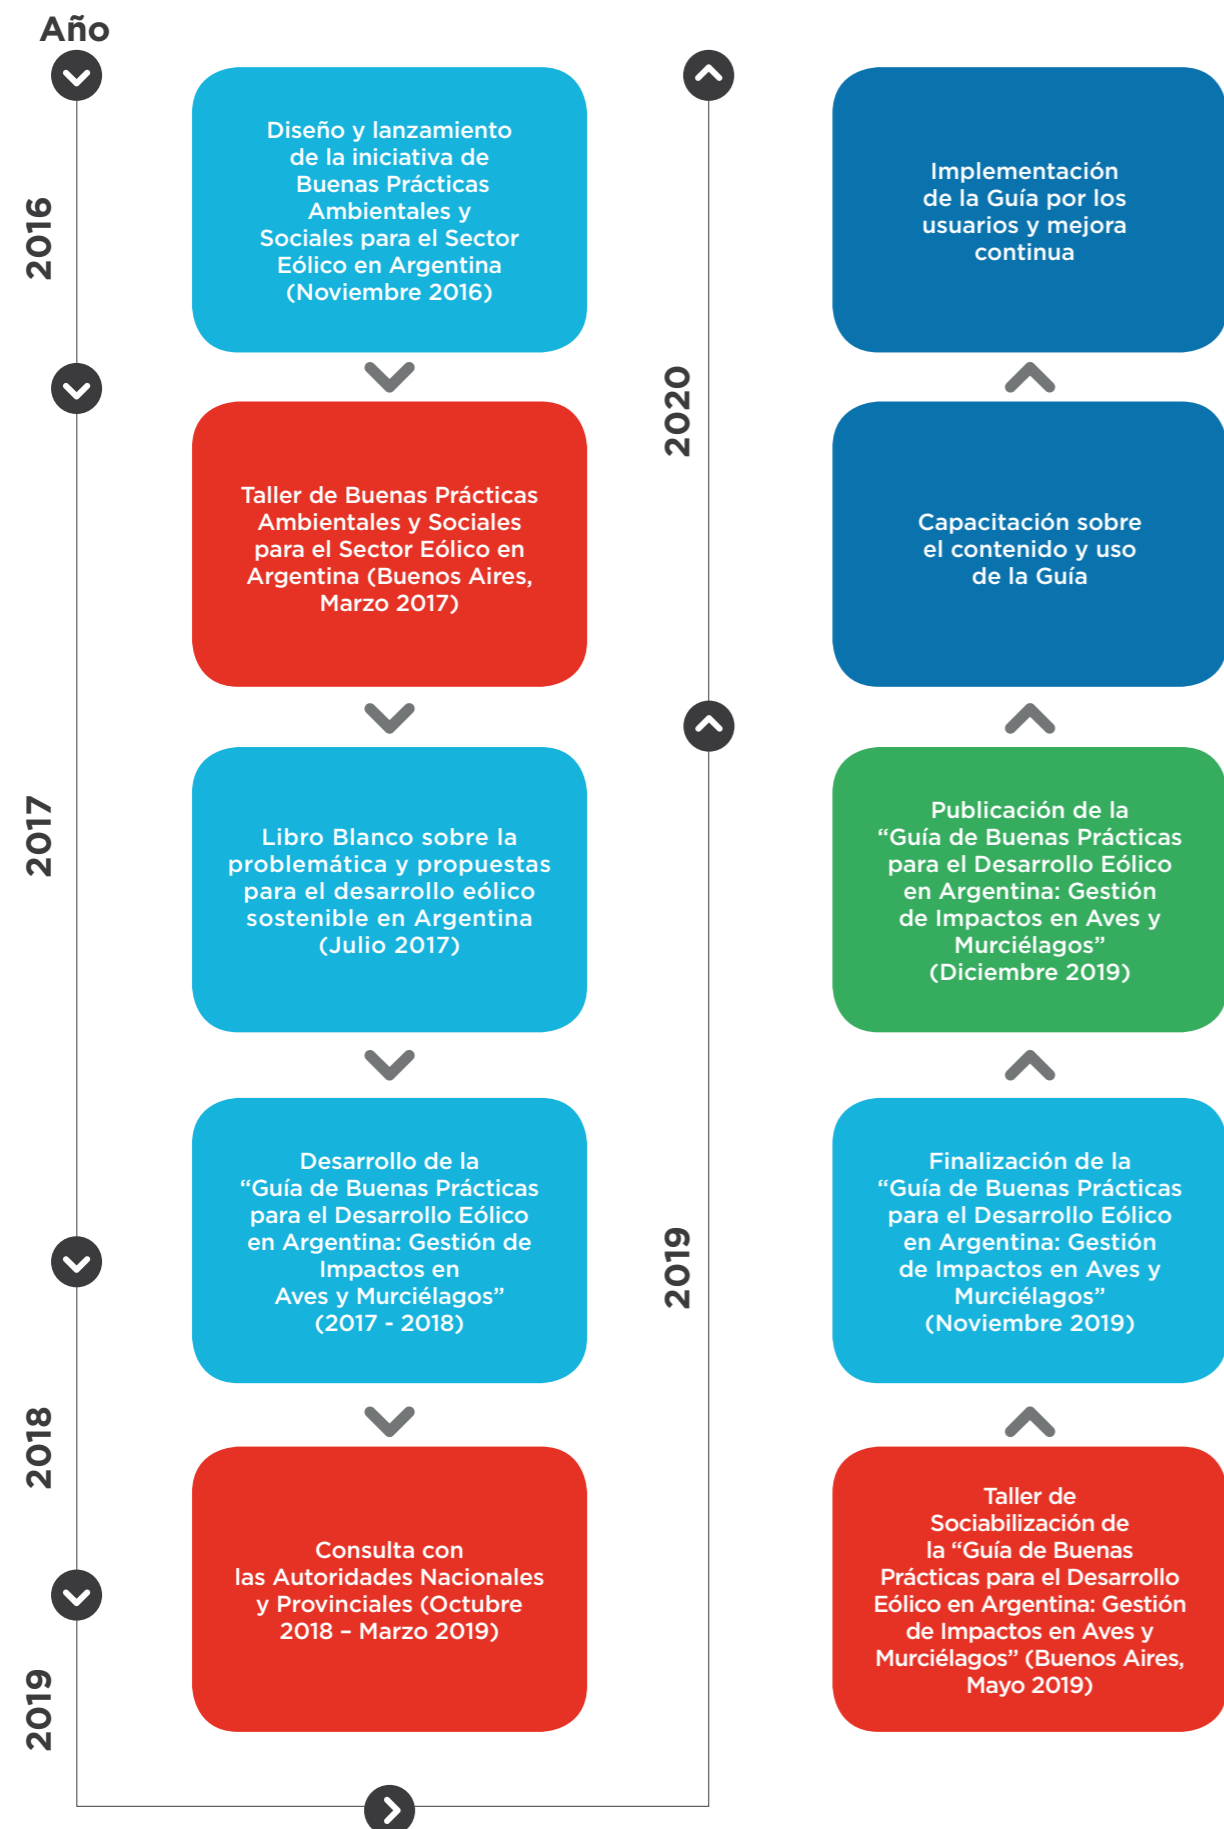 Año
2016
Diseño y lanzamiento
de la iniciativa de
Buenas Prácticas
Ambientales y
Sociales para el Sector
Eólico en Argentina
(Noviembre 2016)
2017
Taller de Buenas Prácticas
Ambientales y Sociales
para el Sector Eólico en
Argentina (Buenos Aires,
Marzo 2017)
Libro Blanco sobre la
problemática y propuestas
para el desarrollo eólico
sostenible en Argentina
(Julio 2017)
Desarrollo de la
“Guía de Buenas Prácticas
para el Desarrollo Eólico
en Argentina: Gestión de
Impactos en
Aves y Murciélagos”
(2017 - 2018)
2018
Consulta con
las Autoridades Nacionales
y Provinciales (Octubre
2018 – Marzo 2019)
2019
Taller de
Sociabilización de
la “Guía de Buenas
Prácticas para el Desarrollo
Eólico en Argentina: Gestión
de Impactos en Aves y
Murciélagos” (Buenos Aires,
Mayo 2019)
2019
Finalización de la
“Guía de Buenas Prácticas
para el Desarrollo Eólico
en Argentina: Gestión
de Impactos en Aves y
Murciélagos”
(Noviembre 2019)
Publicación de la
“Guía de Buenas Prácticas
para el Desarrollo Eólico
en Argentina: Gestión
de Impactos en Aves y
Murciélagos”
(Diciembre 2019)
2020
Capacitación sobre
el contenido y uso
de la Guía
Implementación
de la Guía por los
usuarios y mejora
continua